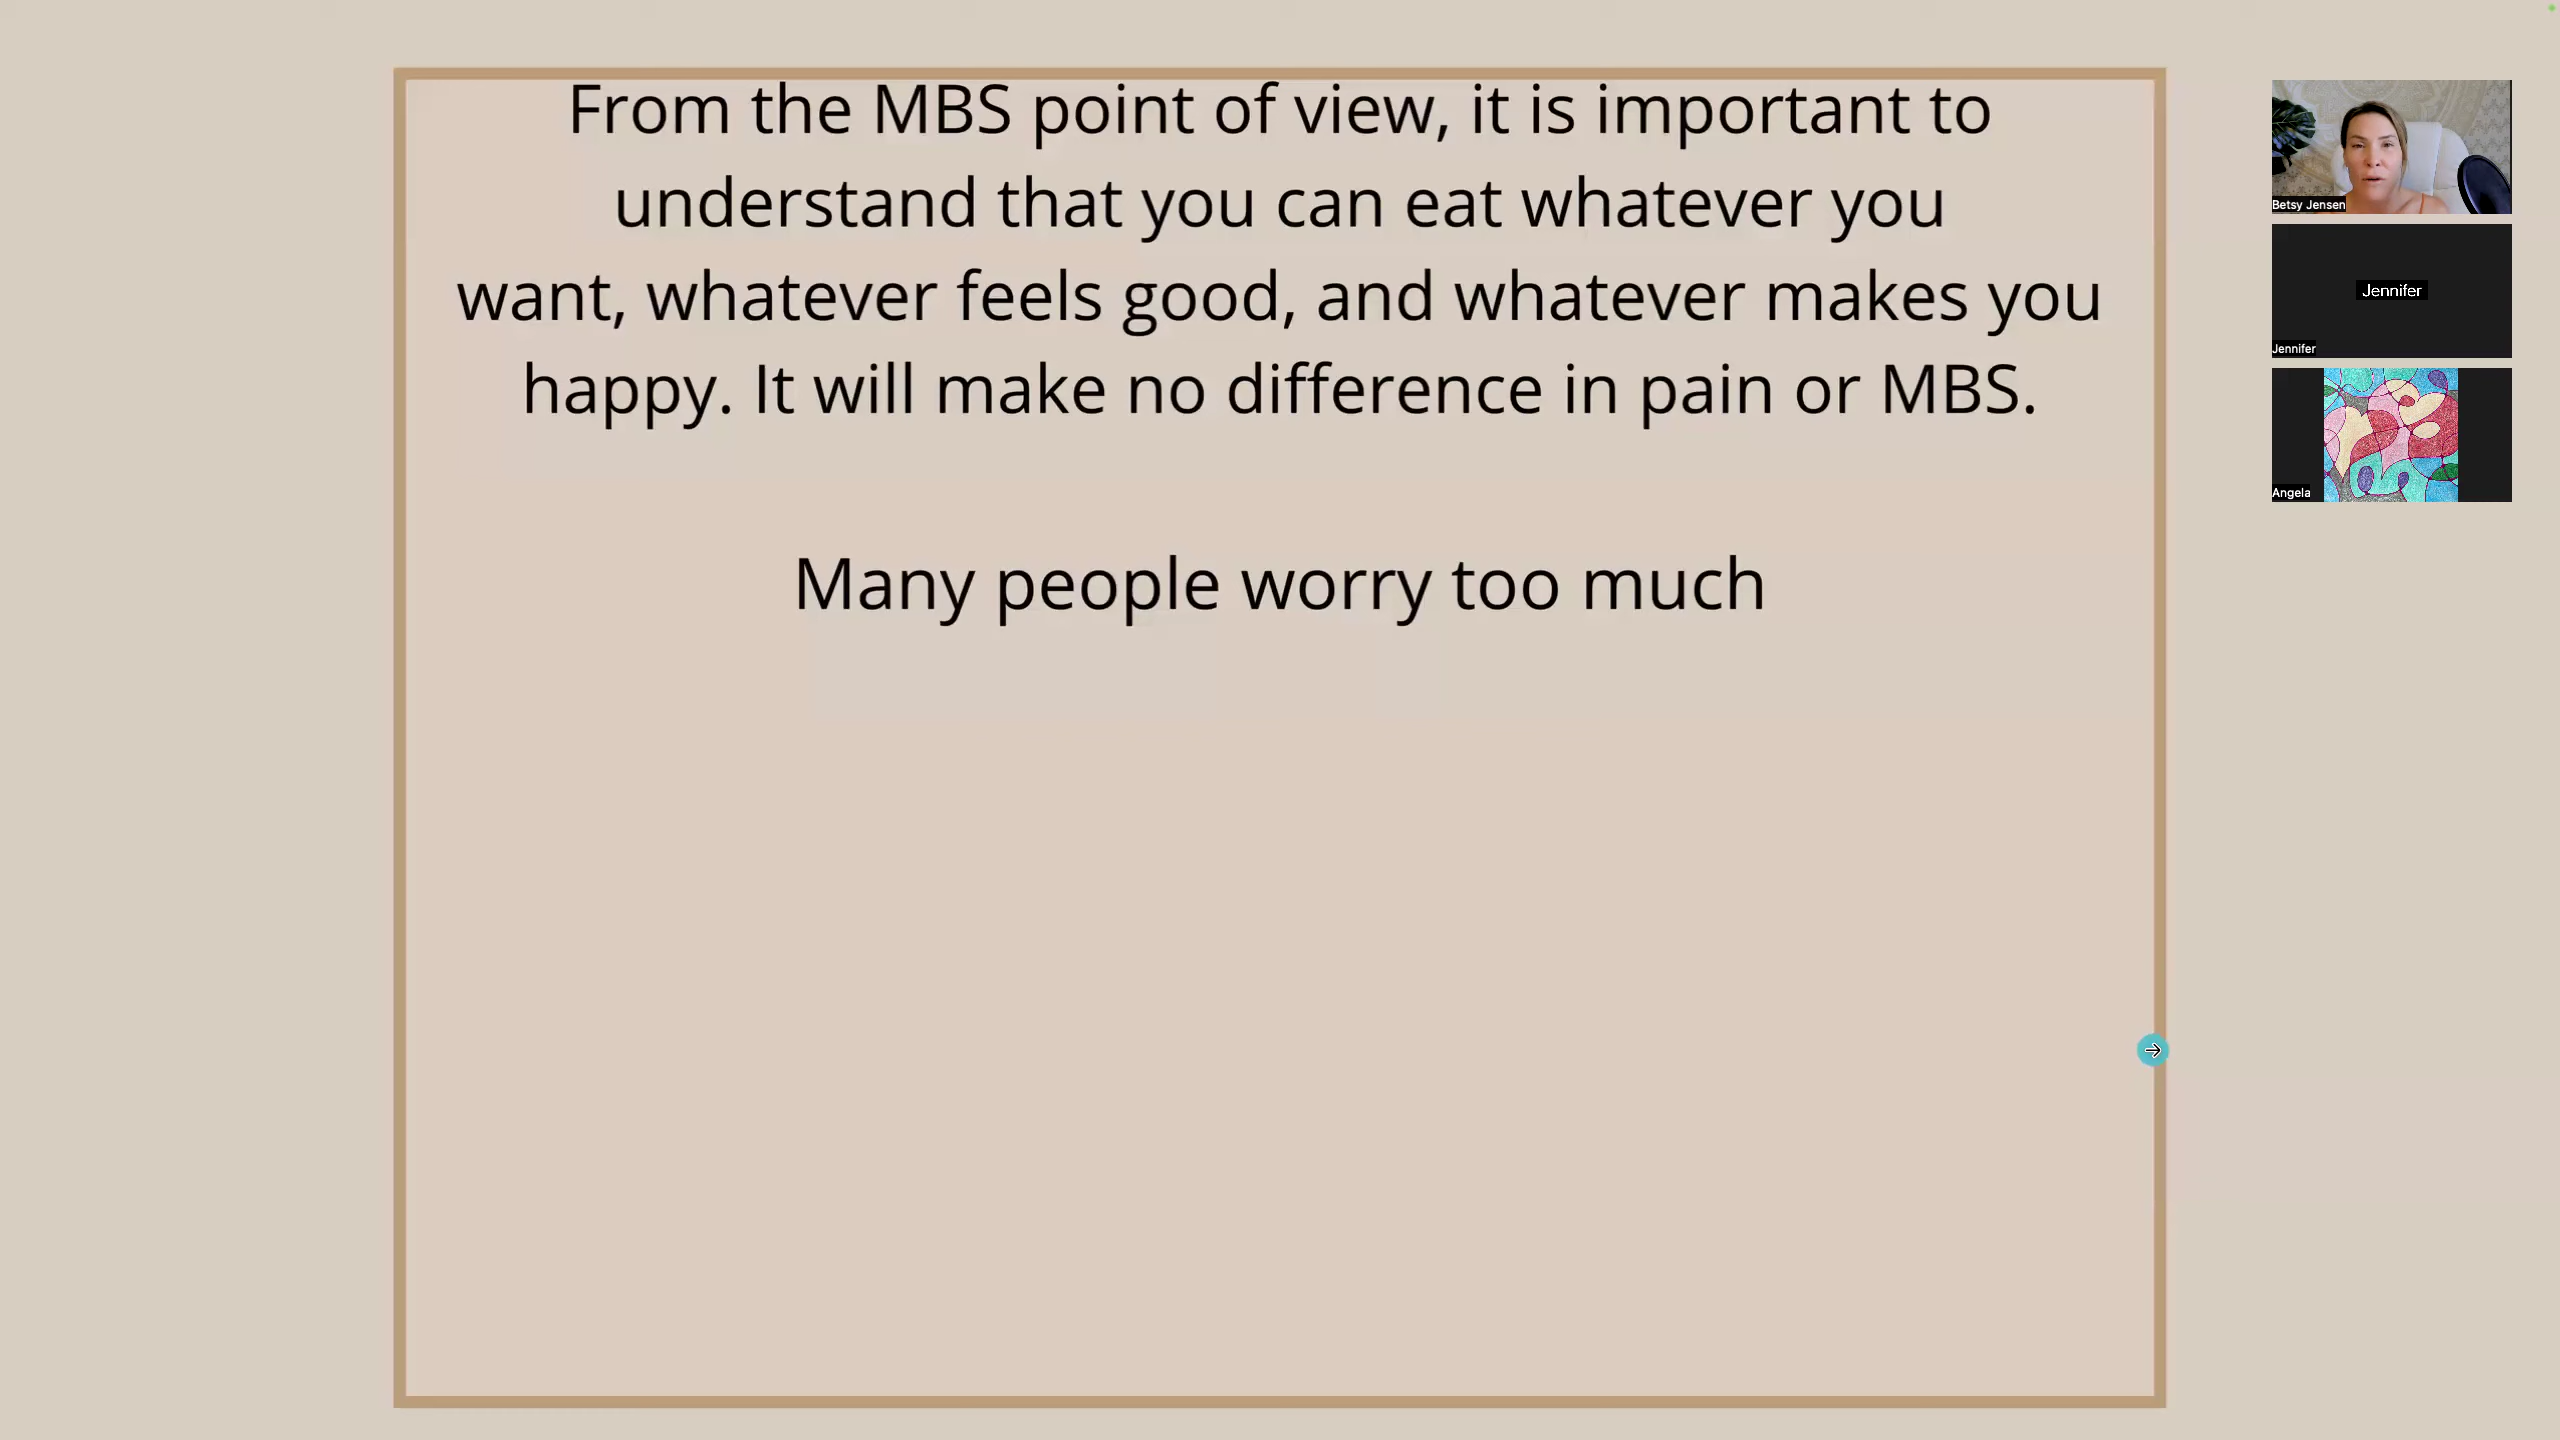 From the MBS point of view, it is important to
understand that you can eat whatever you
want, whatever feels good, and whatever makes you
happy. It will make no difference in pain or MBS.
Many people worry too much
Betsy Jensen
Jennifer
Jennifer
Angela